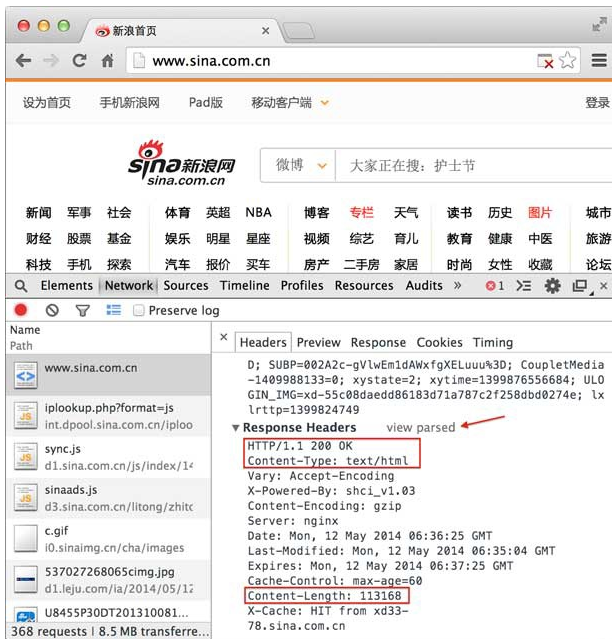 新浪首页
www.sina.com.cn
设为首页 手机新浪网 Pad版 移动客户端 登录
sina新浪网
sina.com.cn
微博 大家正在搜：护士节
新闻 军事 社会 体育 英超 NBA 博客 专栏 天气 读书 历史 图片 城市
财经 股票 基金 娱乐 明星 星座 视频 综艺 育儿 教育 健康 中医 旅游
科技 手机 探索 汽车 报价 买车 房产 二手房 家居 时尚 女性 收藏 论坛
Elements Network Sources Timeline Profiles Resources Audits » 1
Preserve log
Name
Path
www.sina.com.cn
iplookup.php?format=js
int.dpool.sina.com.cn/iploo
sync.js
d1.sina.com.cn/js/index/14
sinaads.js
d3.sina.com.cn/litong/zhitc
c.gif
i0.sinaimg.cn/cha/images
537027268065cimg.jpg
d1.leju.com/ia/2014/05/12
U8455P30DT201310081...
368 requests | 8.5 MB transferre...
× Headers Preview Response Cookies Timing
D; SUBP=002A2c-gVlwEm1dAWxfgXELuuu%3D; CoupletMedia
-1409988133=0; xystate=2; xytime=1399876556684; ULO
GIN_IMG=xd-55c08daedd86183d71a787c2f258dbd0274e; lx
lrttp=1399824749
Response Headers view parsed
HTTP/1.1 200 OK
Content-Type: text/html
Vary: Accept-Encoding
X-Powered-By: shci_v1.03
Content-Encoding: gzip
Server: nginx
Date: Mon, 12 May 2014 06:36:25 GMT
Last-Modified: Mon, 12 May 2014 06:35:04 GMT
Expires: Mon, 12 May 2014 06:37:25 GMT
Cache-Control: max-age=60
Content-Length: 113168
X-Cache: HIT from xd33-
78.sina.com.cn